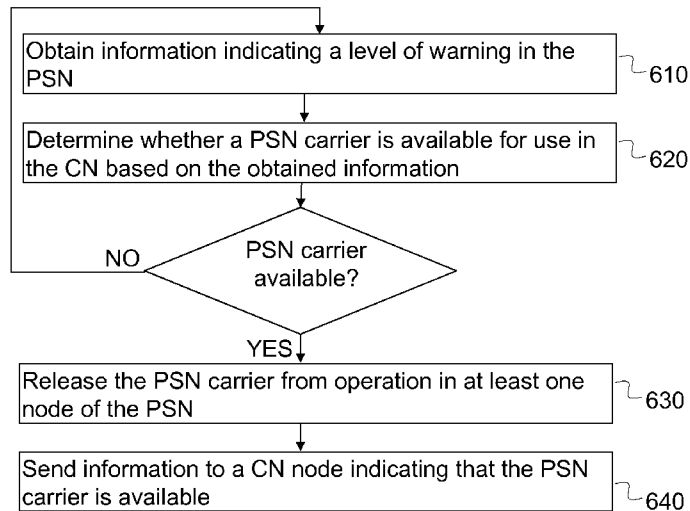 Obtain information indicating a level of warning in the
PSN
610
Determine whether a PSN carrier is available for use in
the CN based on the obtained information
620
PSN carrier
available?
NO
YES
Release the PSN carrier from operation in at least one
node of the PSN
630
Send information to a CN node indicating that the PSN
carrier is available
640